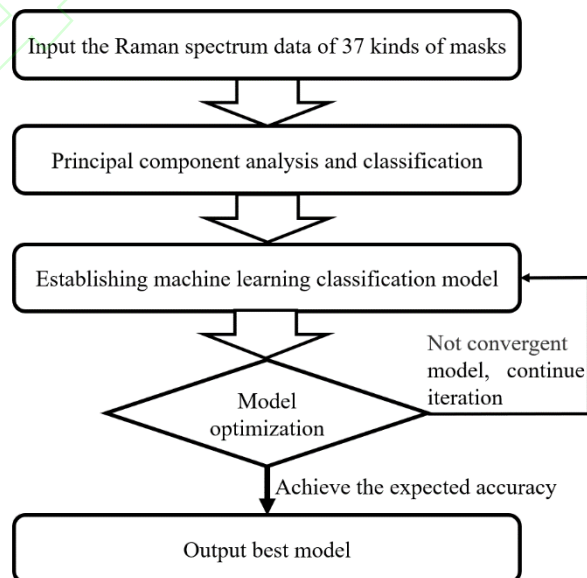 Input the Raman spectrum data of 37 kinds of masks
Principal component analysis and classification
Establishing machine learning classification model
Not convergent
model, continue
iteration
Model
optimization
Achieve the expected accuracy
Output best model